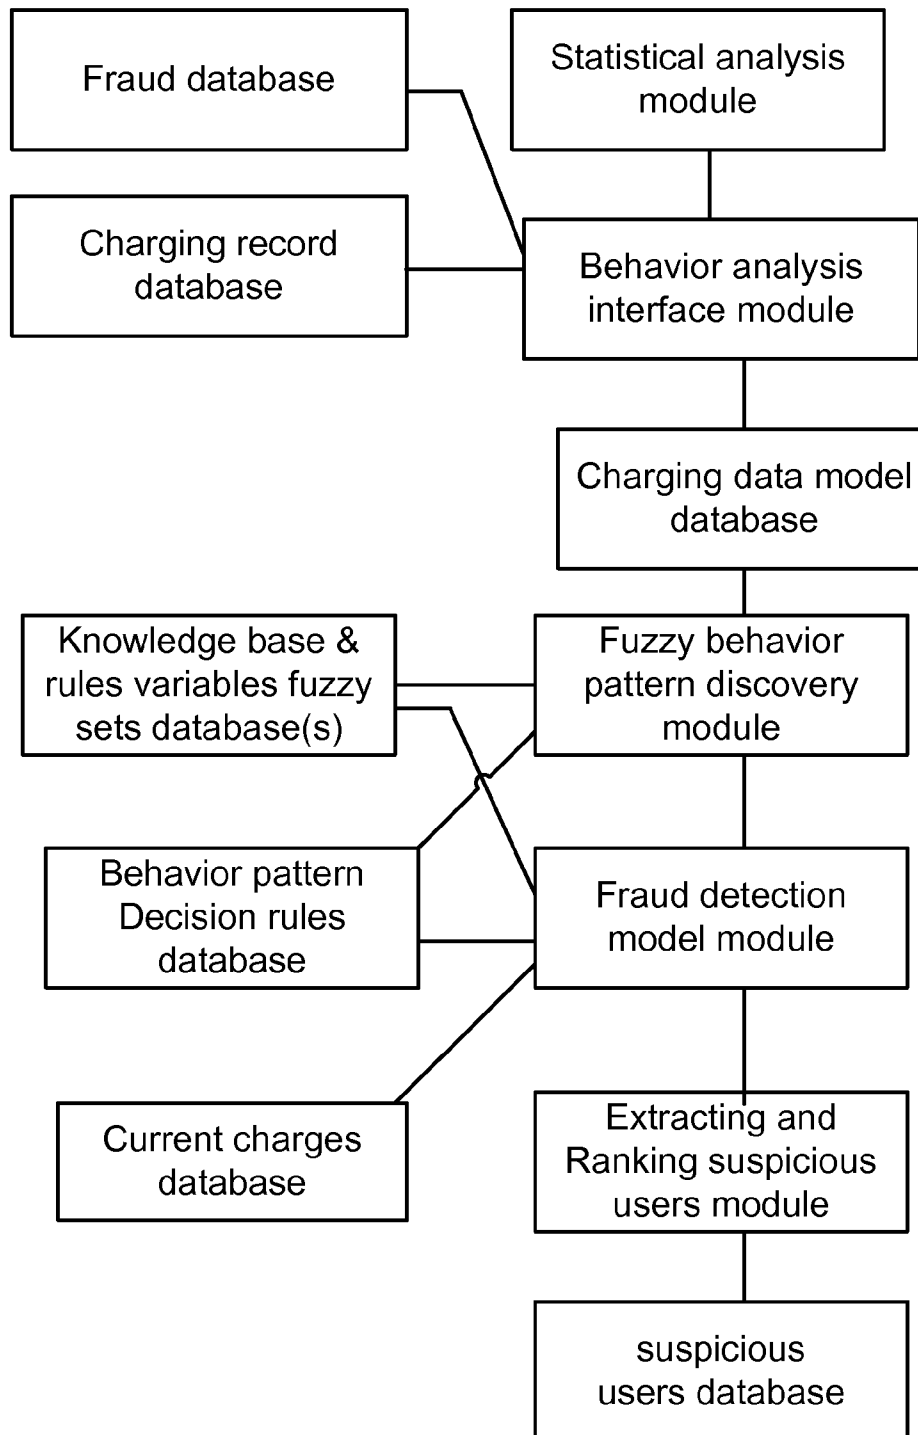 Fraud database
Statistical analysis
module
Charging record
database
Behavior analysis
interface module
Charging data model
database
Knowledge base &
rules variables fuzzy
sets database(s)
Fuzzy behavior
pattern discovery
module
Behavior pattern
Decision rules
database
Fraud detection
model module
Current charges
database
Extracting and
Ranking suspicious
users module
suspicious
users database